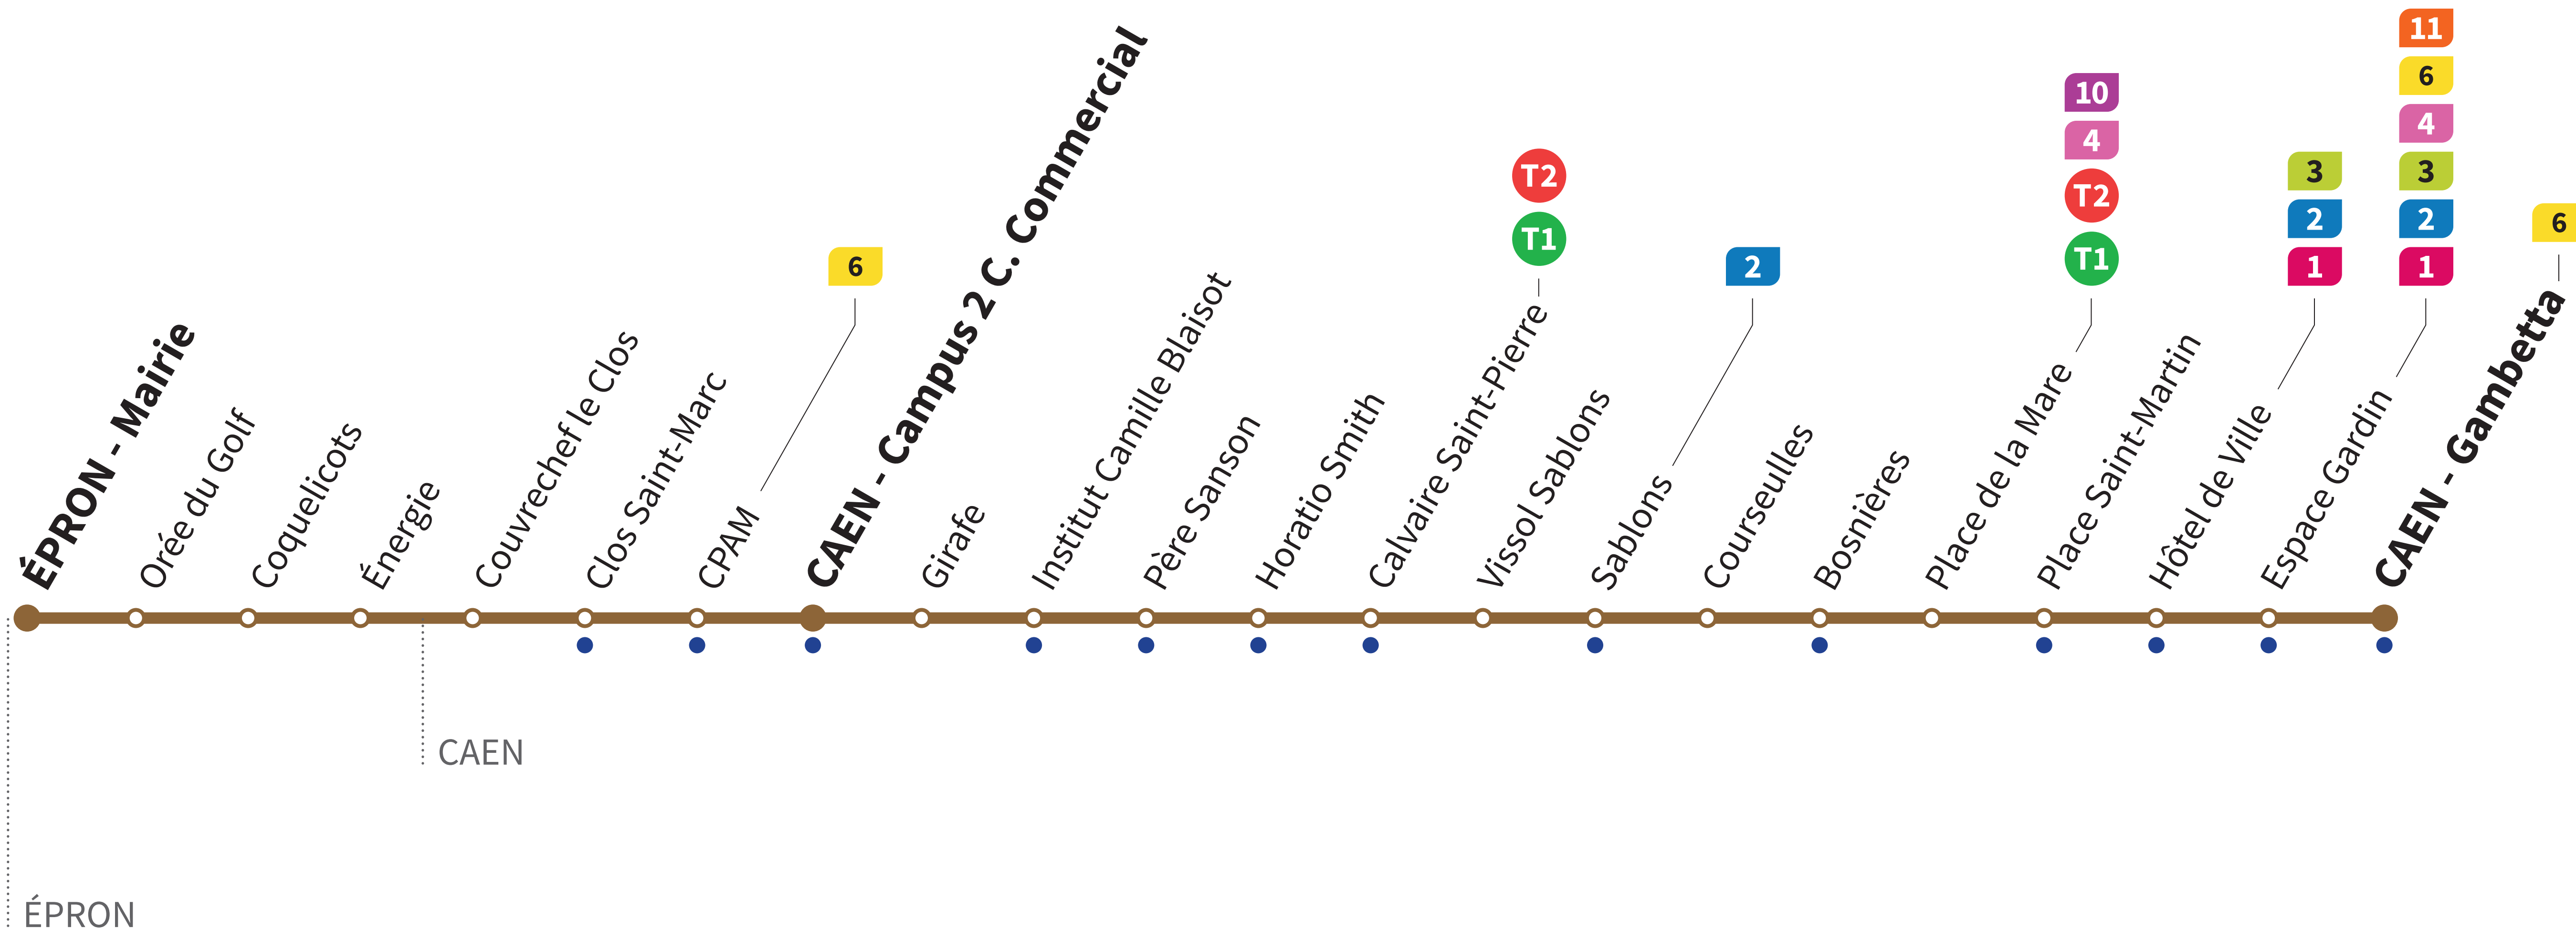 ÉPRON - Mairie
Orée du Golf
Coquelicots
Énergie
Couvrechef le Clos
Clos Saint-Marc
CPAM
6
CAEN - Campus 2 C. Commercial
Girafe
Institut Camille Blaisot
Père Sanson
Horatio Smith
Calvaire Saint-Pierre
T2
T1
Vissol Sablons
Sablons
2
Courseulles
Bosnières
Place de la Mare
10
4
T2
T1
Place Saint-Martin
Hôtel de Ville
3
2
1
Espace Gardin
11
6
4
3
2
1
CAEN - Gambetta
6
CAEN
ÉPRON